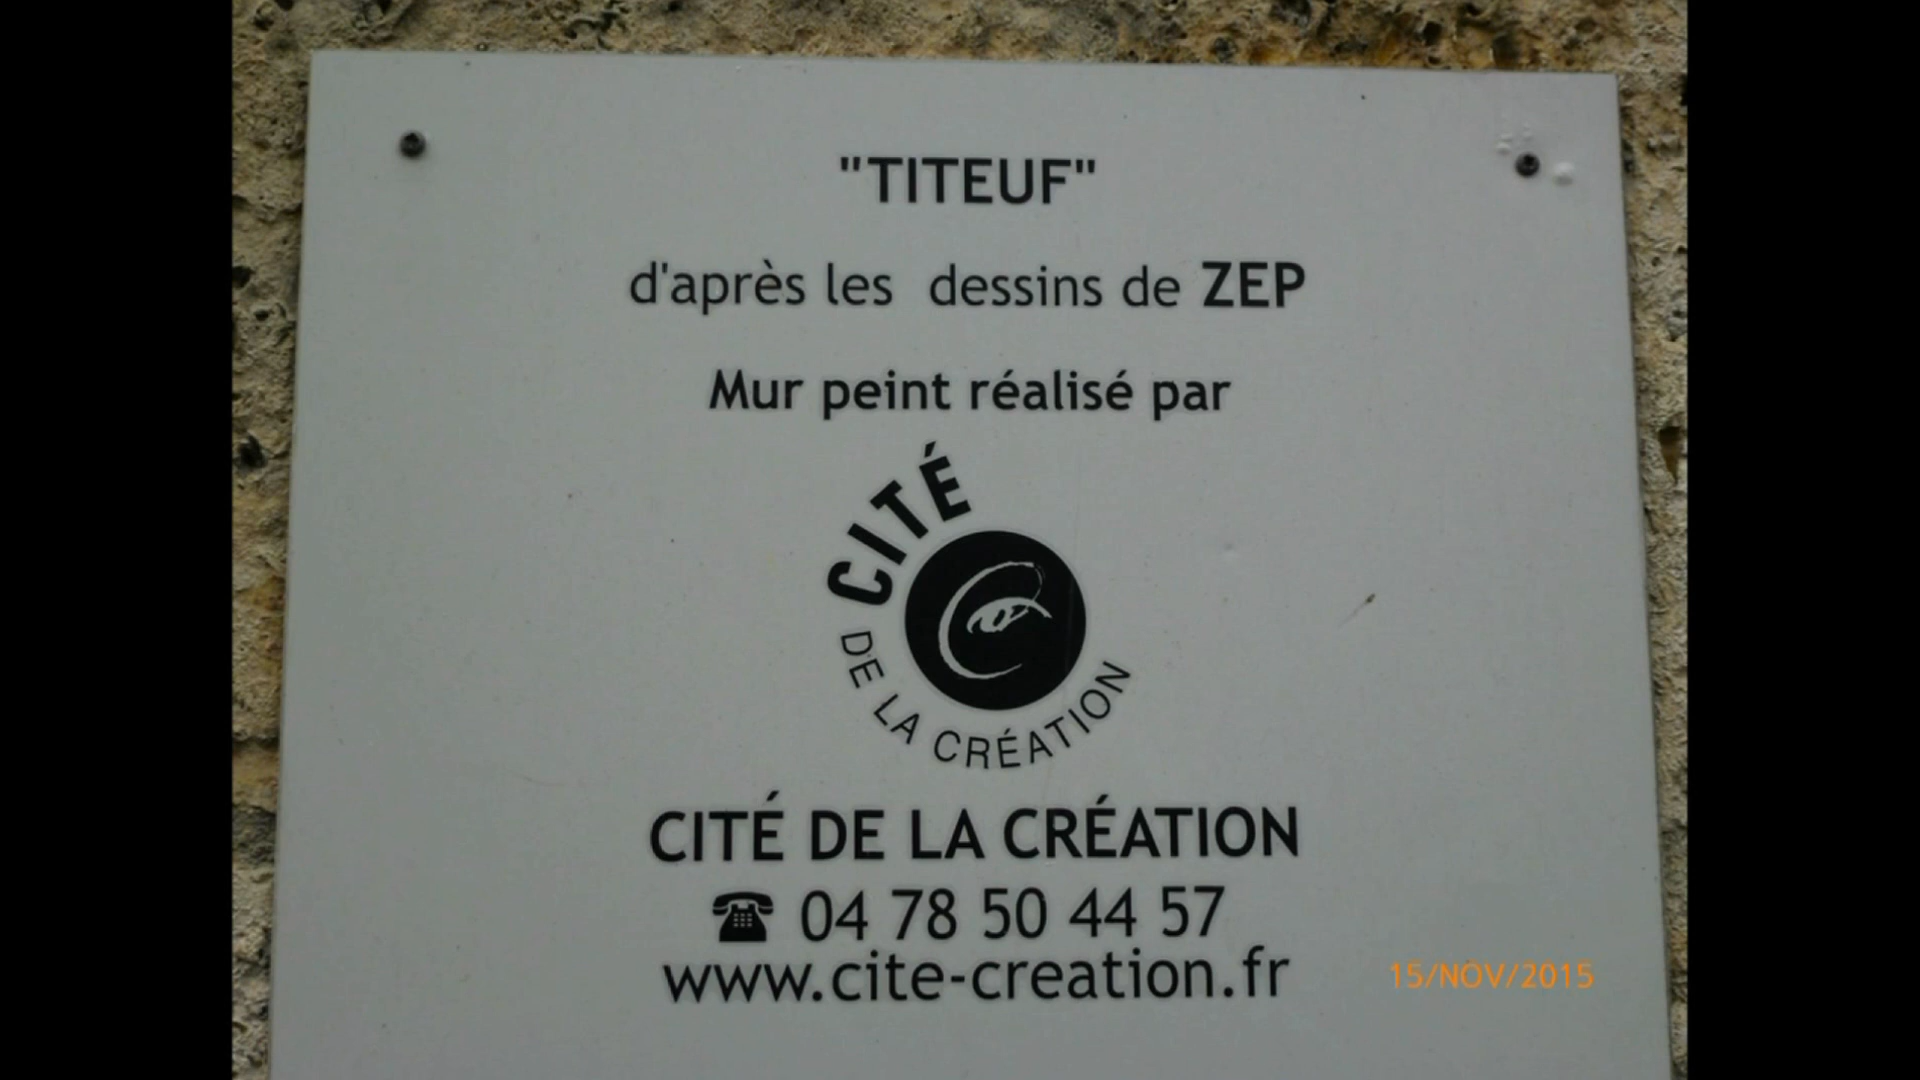 "TITEUF"
d'après les dessins de ZEP
Mur peint réalisé par
CITÉ
DE LA CRÉATION
CITÉ DE LA CRÉATION
☎ 04 78 50 44 57
www.cite-creation.fr
15/NOV/2015